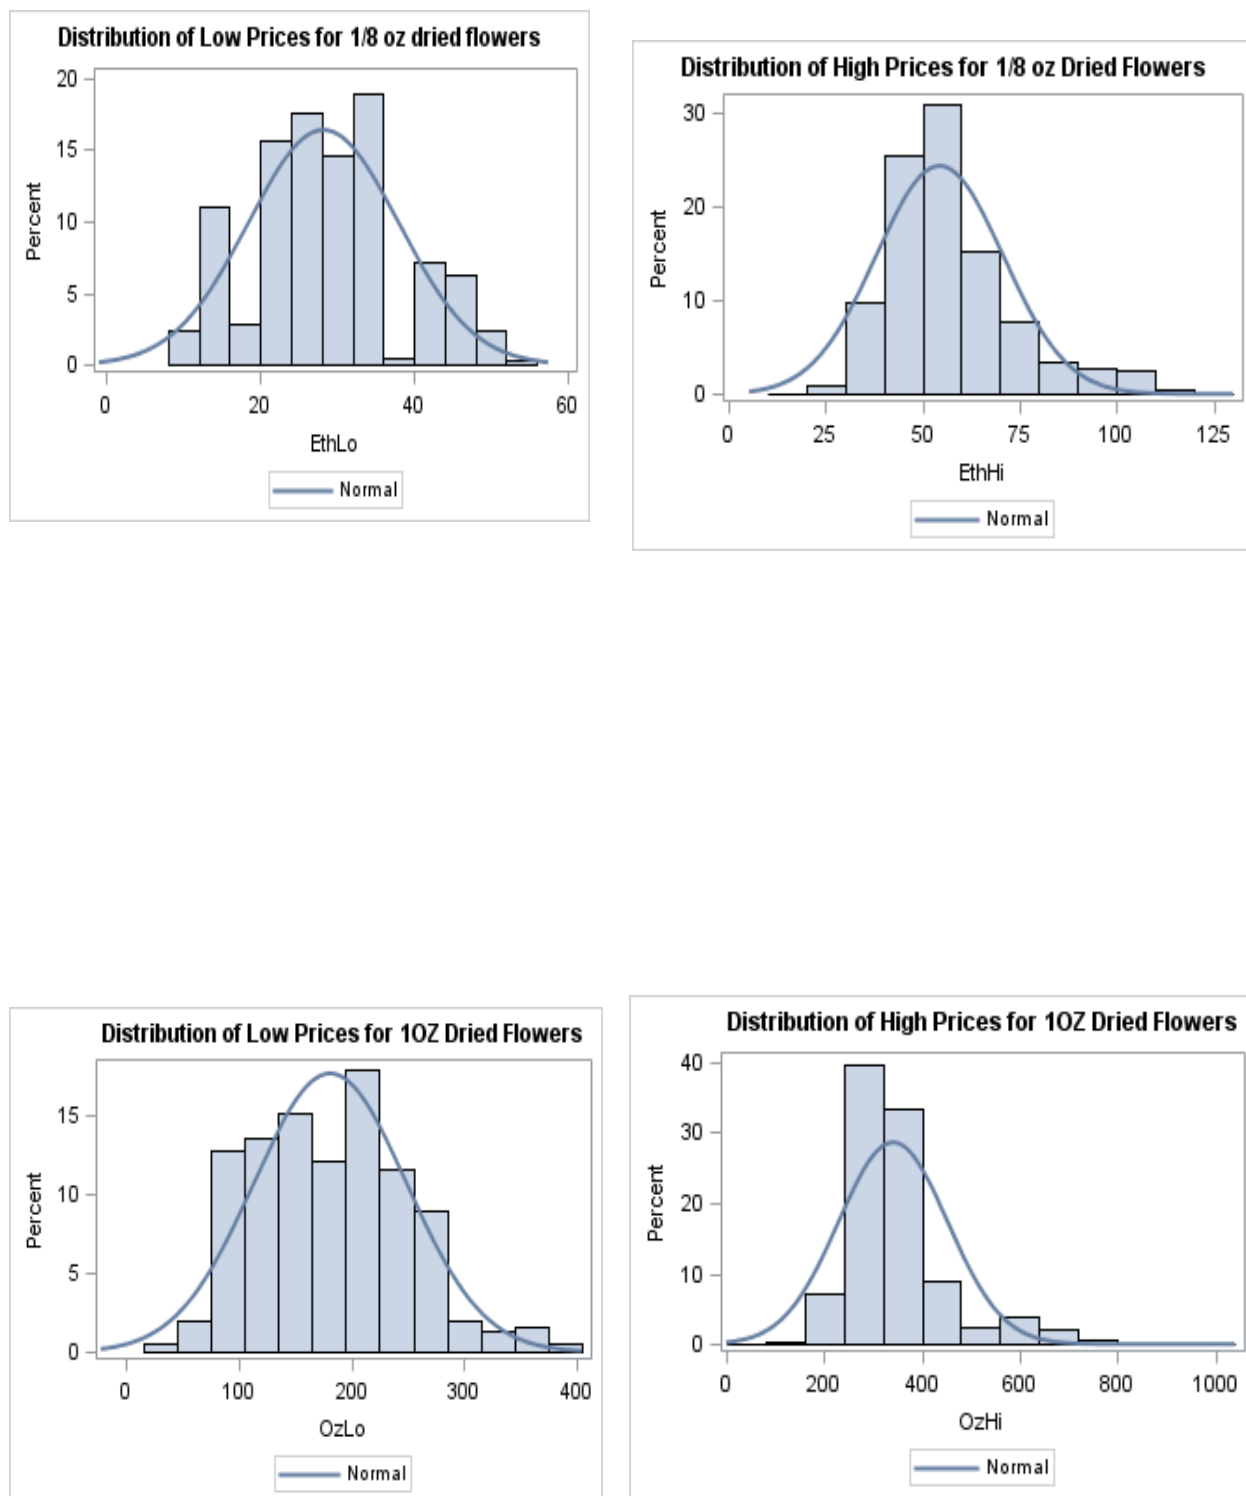 Distribution of Low Prices for 1/8 oz dried flowers
20
15
10
5
0
Percent
0 20 40 60
EthLo
Normal
Distribution of High Prices for 1/8 oz Dried Flowers
30
20
10
0
Percent
0 25 50 75 100 125
EthHi
Normal
Distribution of Low Prices for 1OZ Dried Flowers
15
10
5
0
Percent
0 100 200 300 400
OzLo
Normal
Distribution of High Prices for 1OZ Dried Flowers
40
30
20
10
0
Percent
0 200 400 600 800 1000
OzHi
Normal